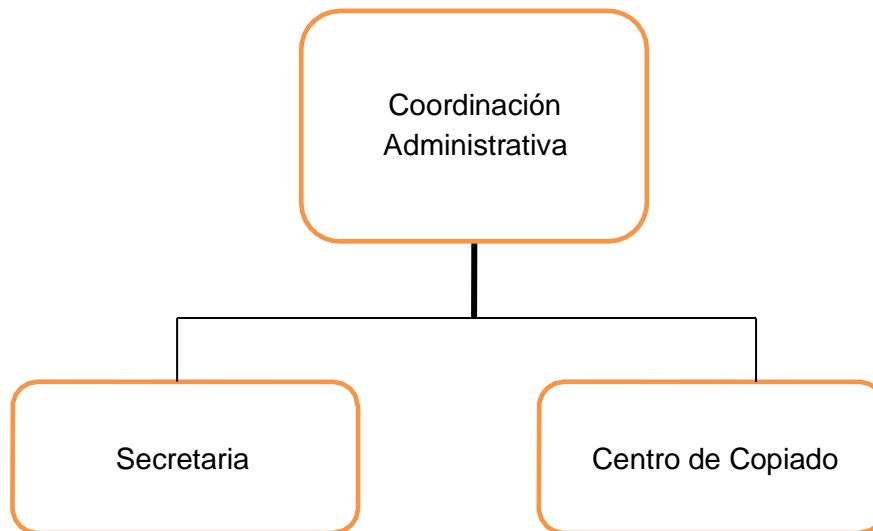 Coordinación
Administrativa
Secretaria
Centro de Copiado